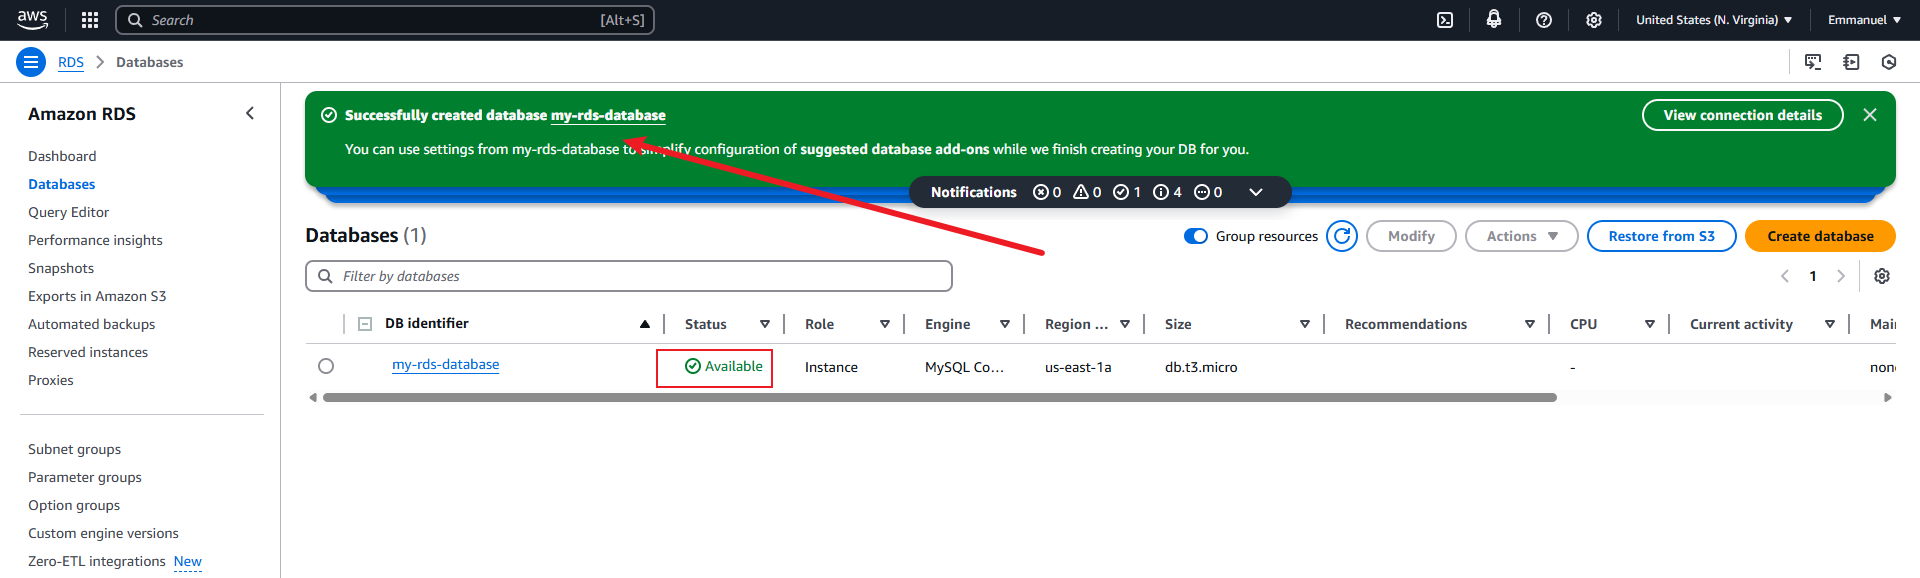 aws
Search [Alt+S]
United States (N. Virginia)
Emmanuel
RDS
Databases
Amazon RDS
Dashboard
Databases
Query Editor
Performance insights
Snapshots
Exports in Amazon S3
Automated backups
Reserved instances
Proxies
Subnet groups
Parameter groups
Option groups
Custom engine versions
Zero-ETL integrations New
Successfully created database my-rds-database
View connection details
You can use settings from my-rds-database to simplify configuration of suggested database add-ons while we finish creating your DB for you.
Notifications 0 0 1 4 0
Databases (1)
Group resources
Modify
Actions
Restore from S3
Create database
Filter by databases
1
DB identifier Status Role Engine Region ... Size Recommendations CPU Current activity Mai
my-rds-database Available Instance MySQL Co... us-east-1a db.t3.micro - none